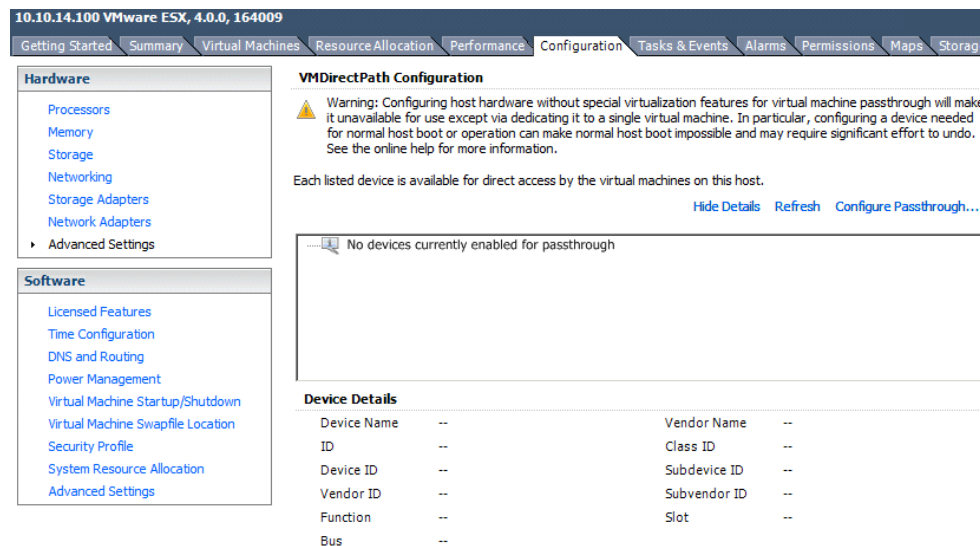 10.10.14.100 VMware ESX, 4.0.0, 164009
Getting Started Summary Virtual Machines Resource Allocation Performance Configuration Tasks & Events Alarms Permissions Maps Storag
Hardware
Processors
Memory
Storage
Networking
Storage Adapters
Network Adapters
Advanced Settings
Software
Licensed Features
Time Configuration
DNS and Routing
Power Management
Virtual Machine Startup/Shutdown
Virtual Machine Swapfile Location
Security Profile
System Resource Allocation
Advanced Settings
VMDirectPath Configuration
Warning: Configuring host hardware without special virtualization features for virtual machine passthrough will make
it unavailable for use except via dedicating it to a single virtual machine. In particular, configuring a device needed
for normal host boot or operation can make normal host boot impossible and may require significant effort to undo.
See the online help for more information.
Each listed device is available for direct access by the virtual machines on this host.
Hide Details Refresh Configure Passthrough...
No devices currently enabled for passthrough
Device Details
Device Name -- Vendor Name --
ID -- Class ID --
Device ID -- Subdevice ID --
Vendor ID -- Subvendor ID --
Function -- Slot --
Bus --